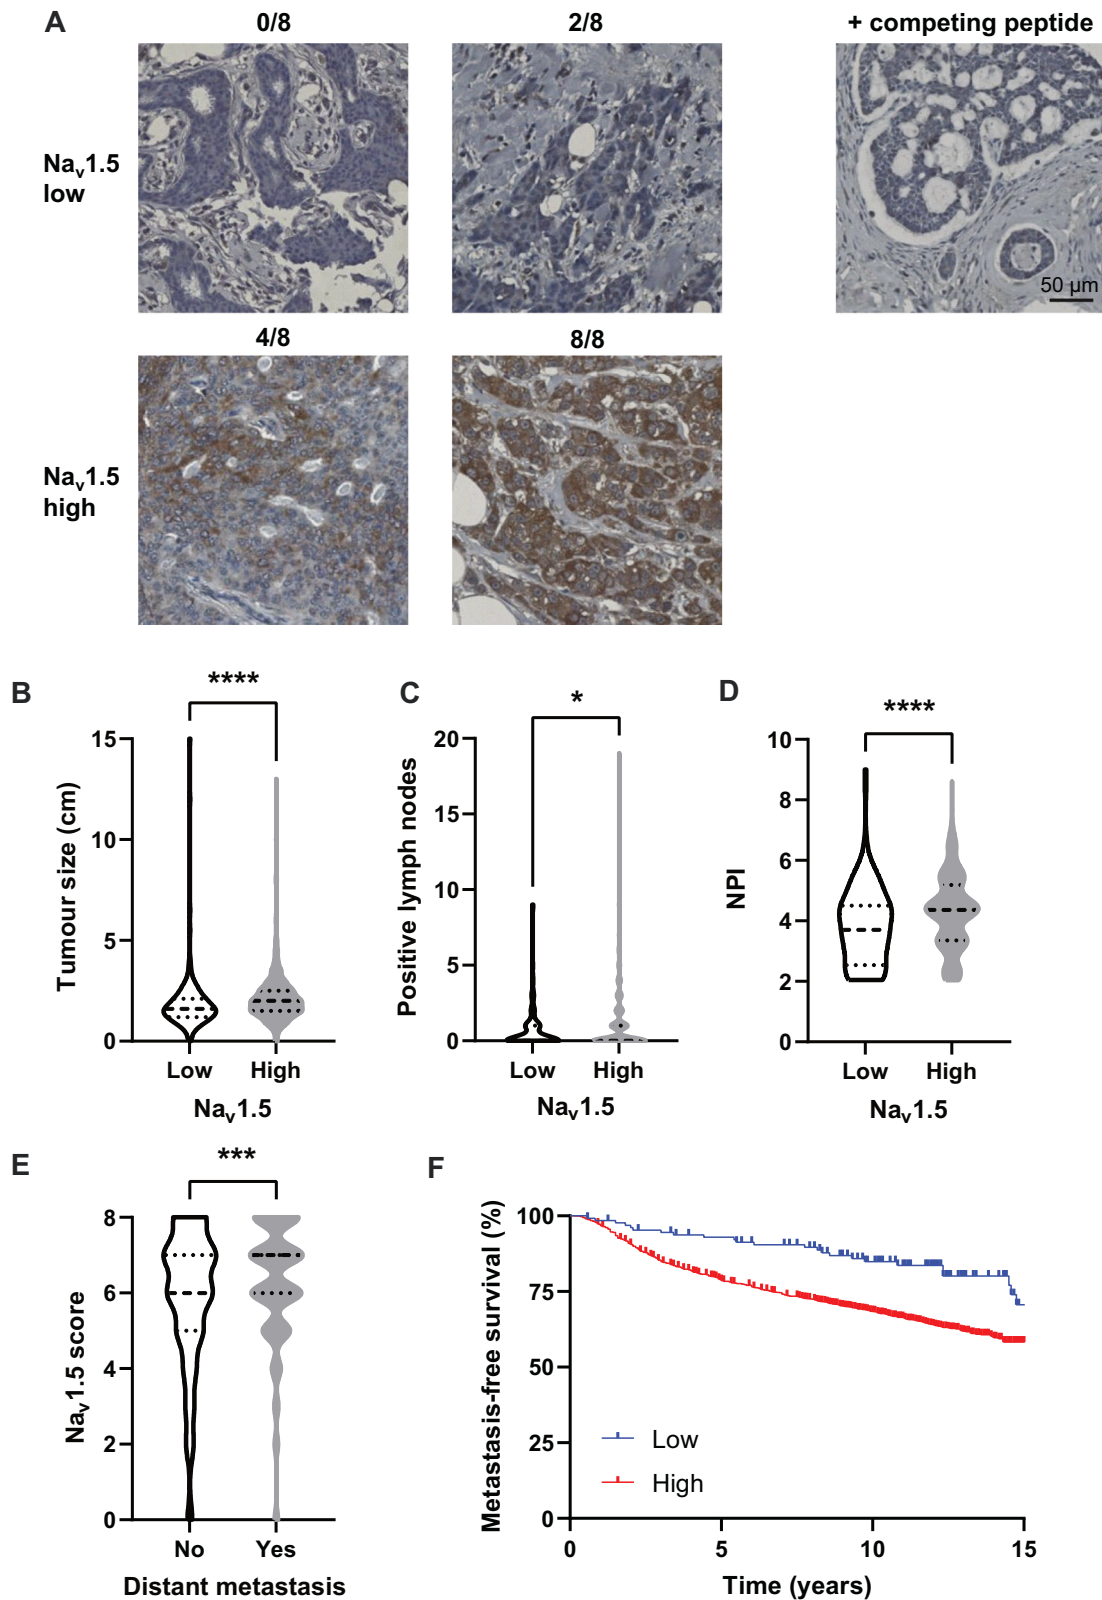 A
0/8
2/8
+ competing peptide
Nav1.5
low
50 µm
4/8
8/8
Nav1.5
high
B
****
Tumour size (cm)
15
10
5
0
Low
High
Nav1.5
C
*
Positive lymph nodes
20
15
10
5
0
Low
High
Nav1.5
D
****
NPI
10
8
6
4
2
0
Low
High
Nav1.5
E
***
Nav1.5 score
8
6
4
2
0
No
Yes
Distant metastasis
F
Metastasis-free survival (%)
100
75
50
25
0
Low
High
0
5
10
15
Time (years)